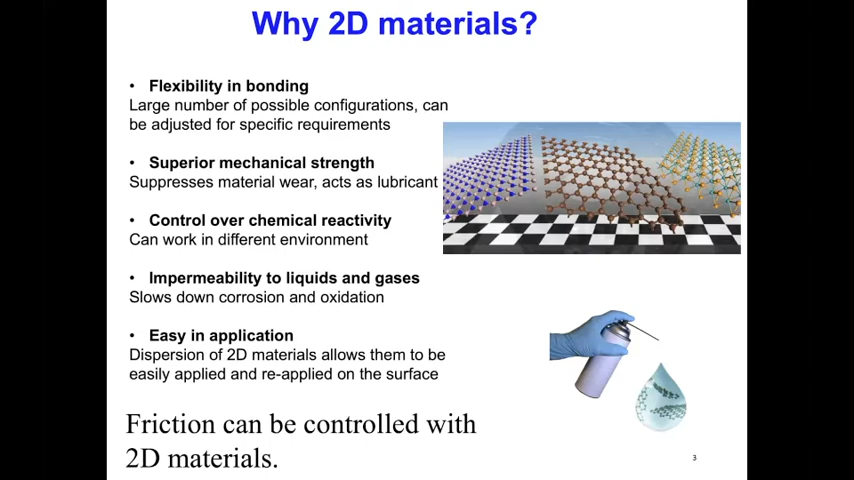 Why 2D materials?
• Flexibility in bonding
Large number of possible configurations, can
be adjusted for specific requirements
• Superior mechanical strength
Suppresses material wear, acts as lubricant
• Control over chemical reactivity
Can work in different environment
• Impermeability to liquids and gases
Slows down corrosion and oxidation
• Easy in application
Dispersion of 2D materials allows them to be
easily applied and re-applied on the surface
Friction can be controlled with
2D materials.
3